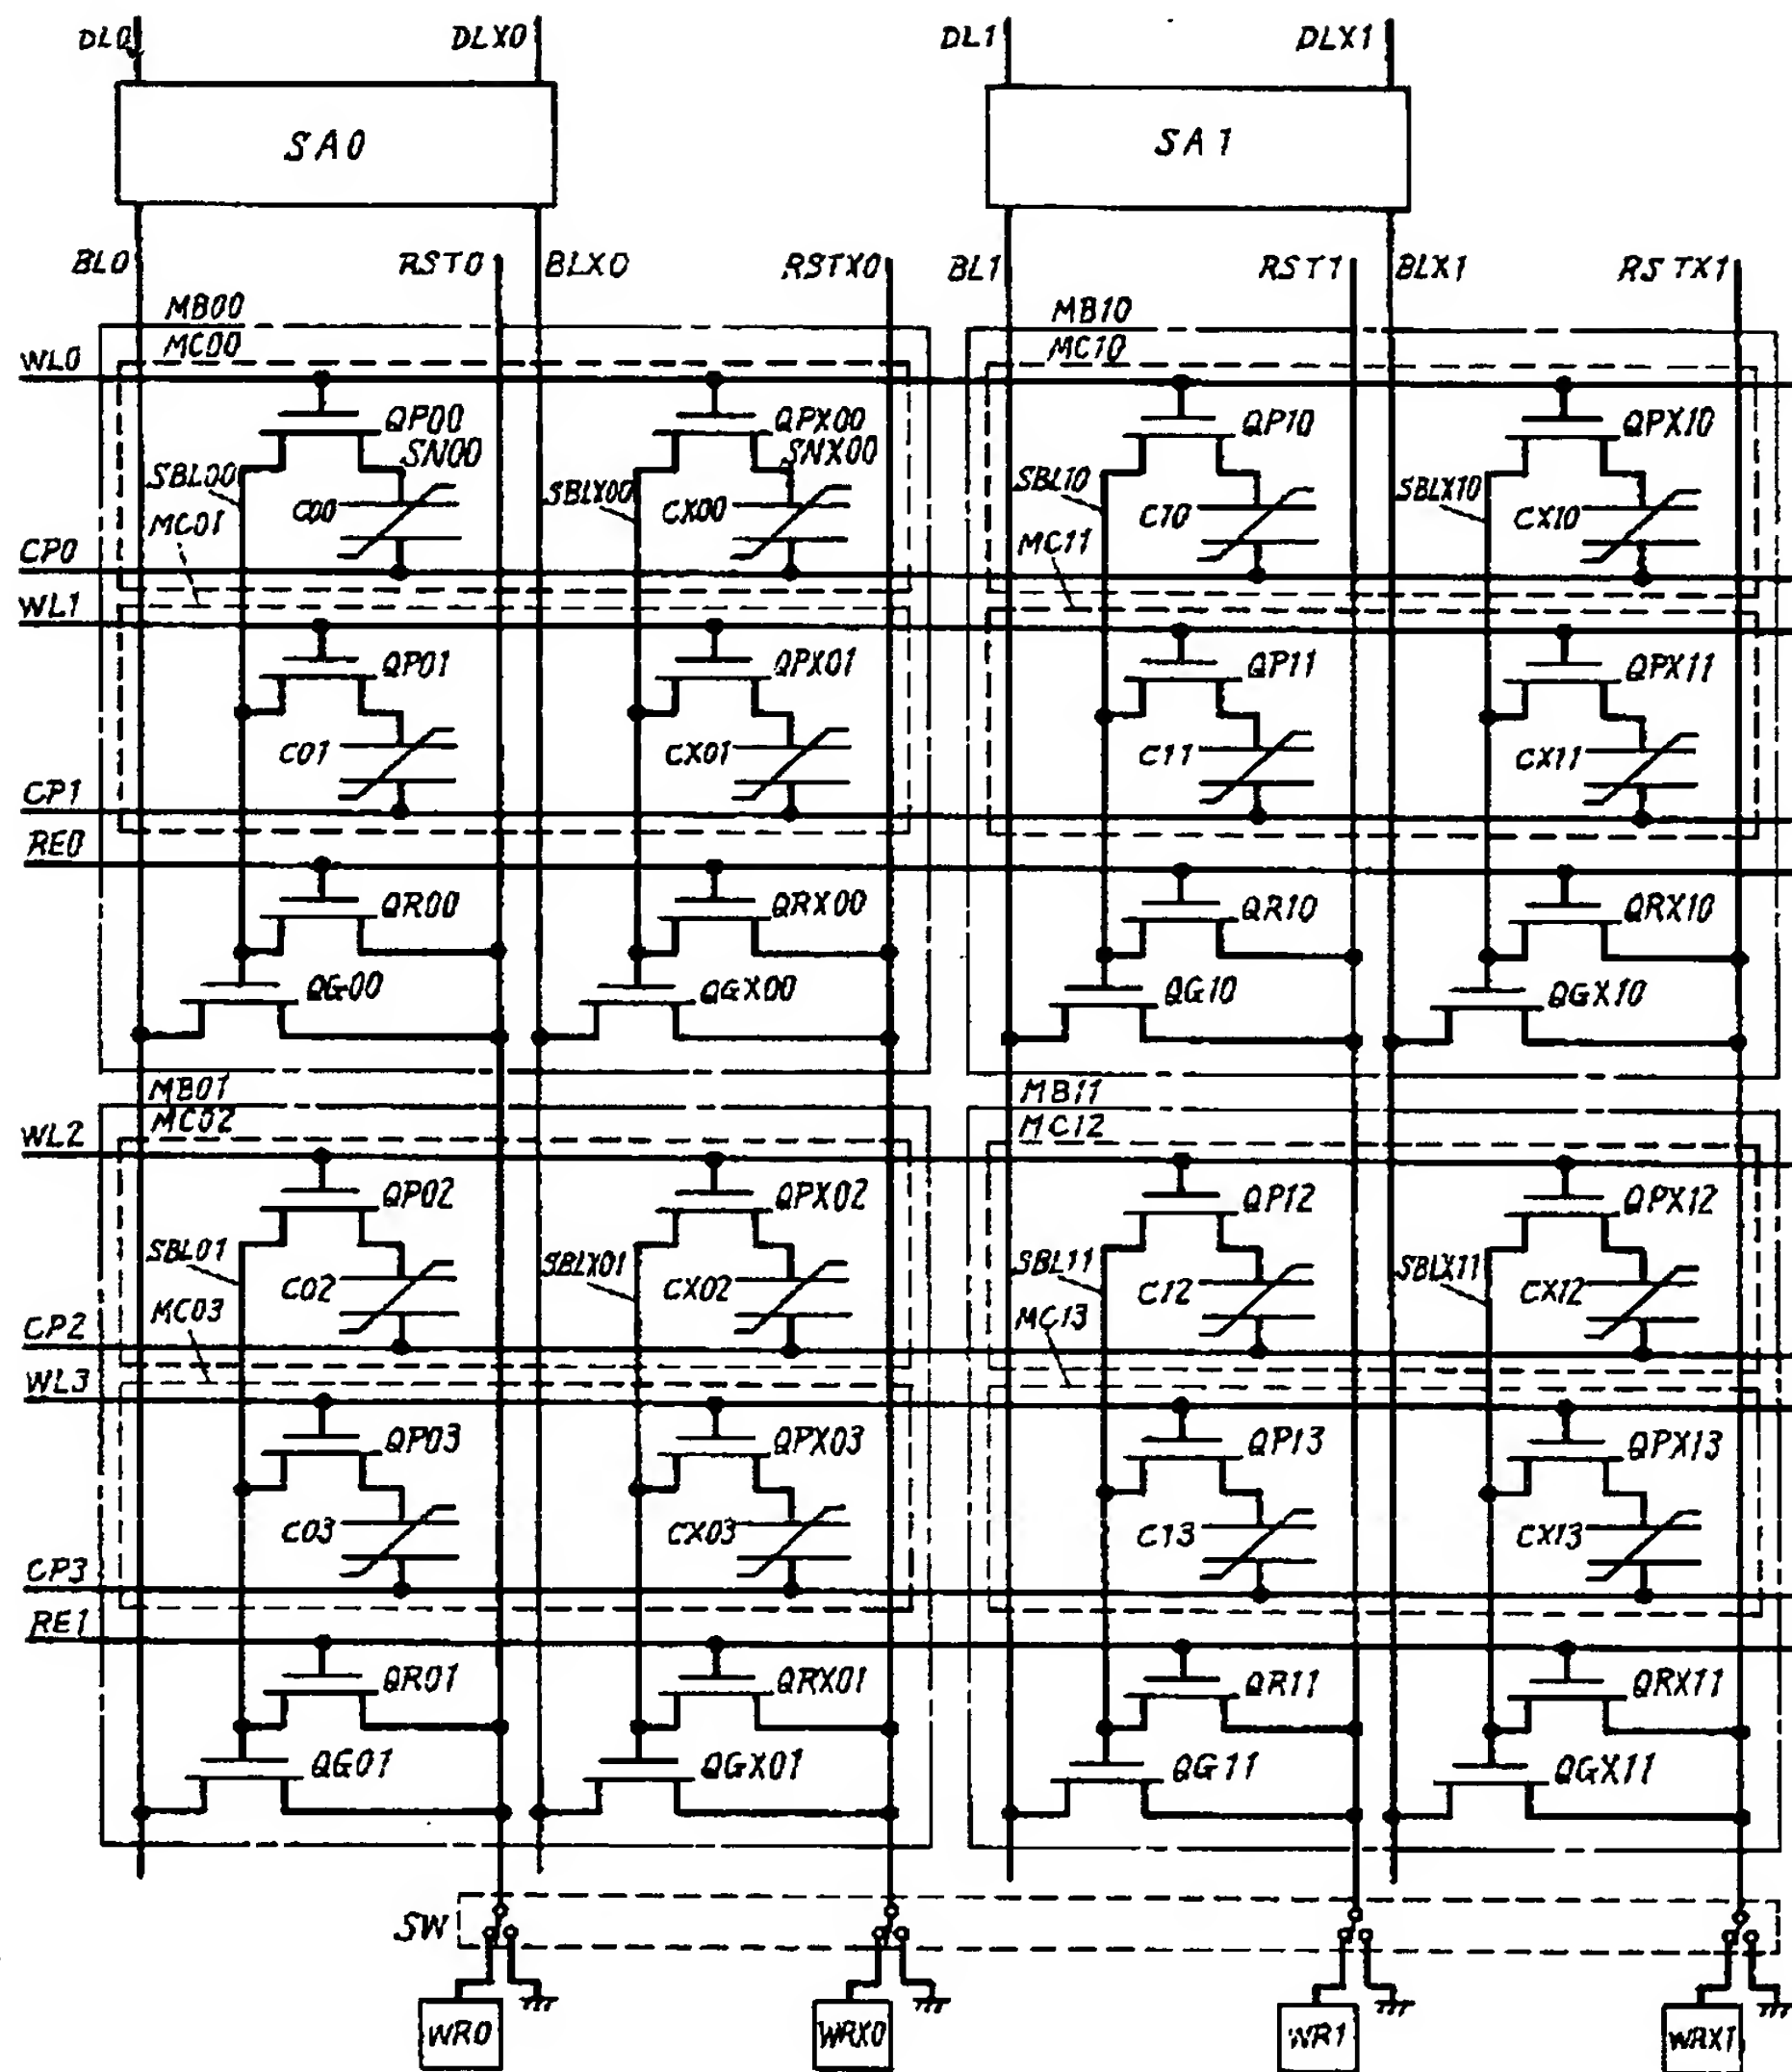 DL0 DLX0 DL1 DLX1
SA0 SA1
BL0 RST0 BLX0 RSTX0 BL1 RST1 BLX1 RSTX1
MB00 MB10
MC00 MC10
WL0
QP00 QPX00 QP10 QPX10
SN00 SNX00
SBL00 SBLX00 SBL10 SBLX10
C00 CX00 C10 CX10
MC01 MC11
CP0
WL1
QP01 QPX01 QP11 QPX11
C01 CX01 C11 CX11
CP1
RE0
QR00 QRX00 QR10 QRX10
QG00 QGX00 QG10 QGX10
MB01 MB11
MC02 MC12
WL2
QP02 QPX02 QP12 QPX12
SBL01 SBLX01 SBL11 SBLX11
C02 CX02 C12 CX12
MC03 MC13
CP2
WL3
QP03 QPX03 QP13 QPX13
C03 CX03 C13 CX13
CP3
RE1
QR01 QRX01 QR11 QRX11
QG01 QGX01 QG11 QGX11
SW
WR0 WRX0 WR1 WRX1